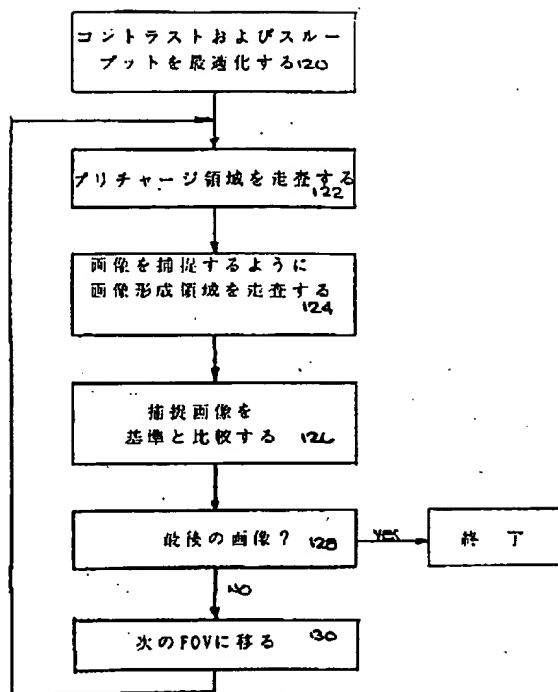 コントラストおよびスルー
プットを最適化する 120
プリチャージ領域を走査する
122
画像を捕捉するように
画像形成領域を走査する
124
捕捉画像を
基準と比較する 126
最後の画像? 128
yes
終 了
No
次のFOVに移る 130